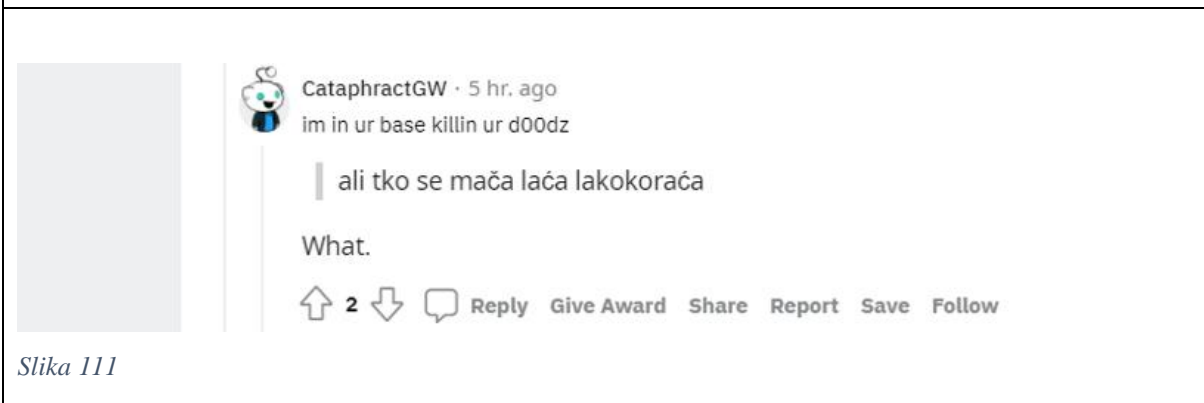 CataphractGW · 5 hr. ago
im in ur base killin ur d00dz
ali tko se mača laća lakokoraća
What.
2 Reply Give Award Share Report Save Follow
Slika 111